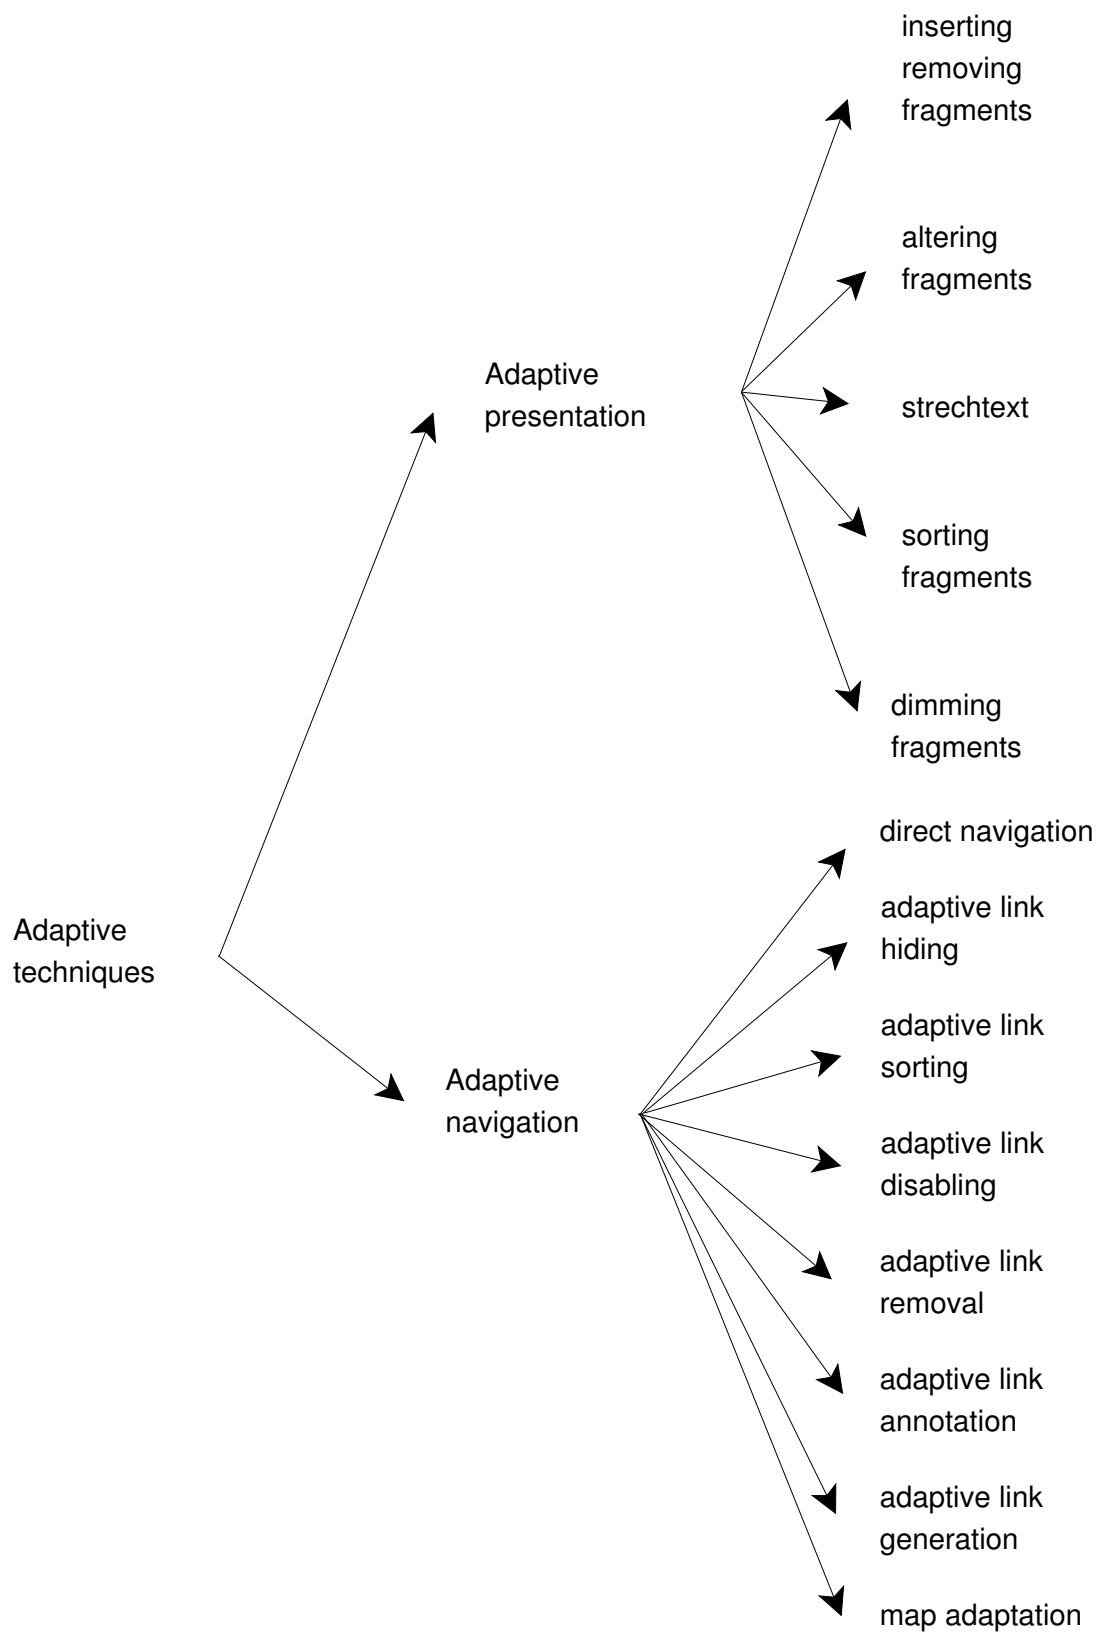 inserting
removing
fragments
altering
fragments
Adaptive
presentation
strechtext
sorting
fragments
dimming
fragments
direct navigation
adaptive link
hiding
Adaptive
techniques
adaptive link
sorting
Adaptive
navigation
adaptive link
disabling
adaptive link
removal
adaptive link
annotation
adaptive link
generation
map adaptation